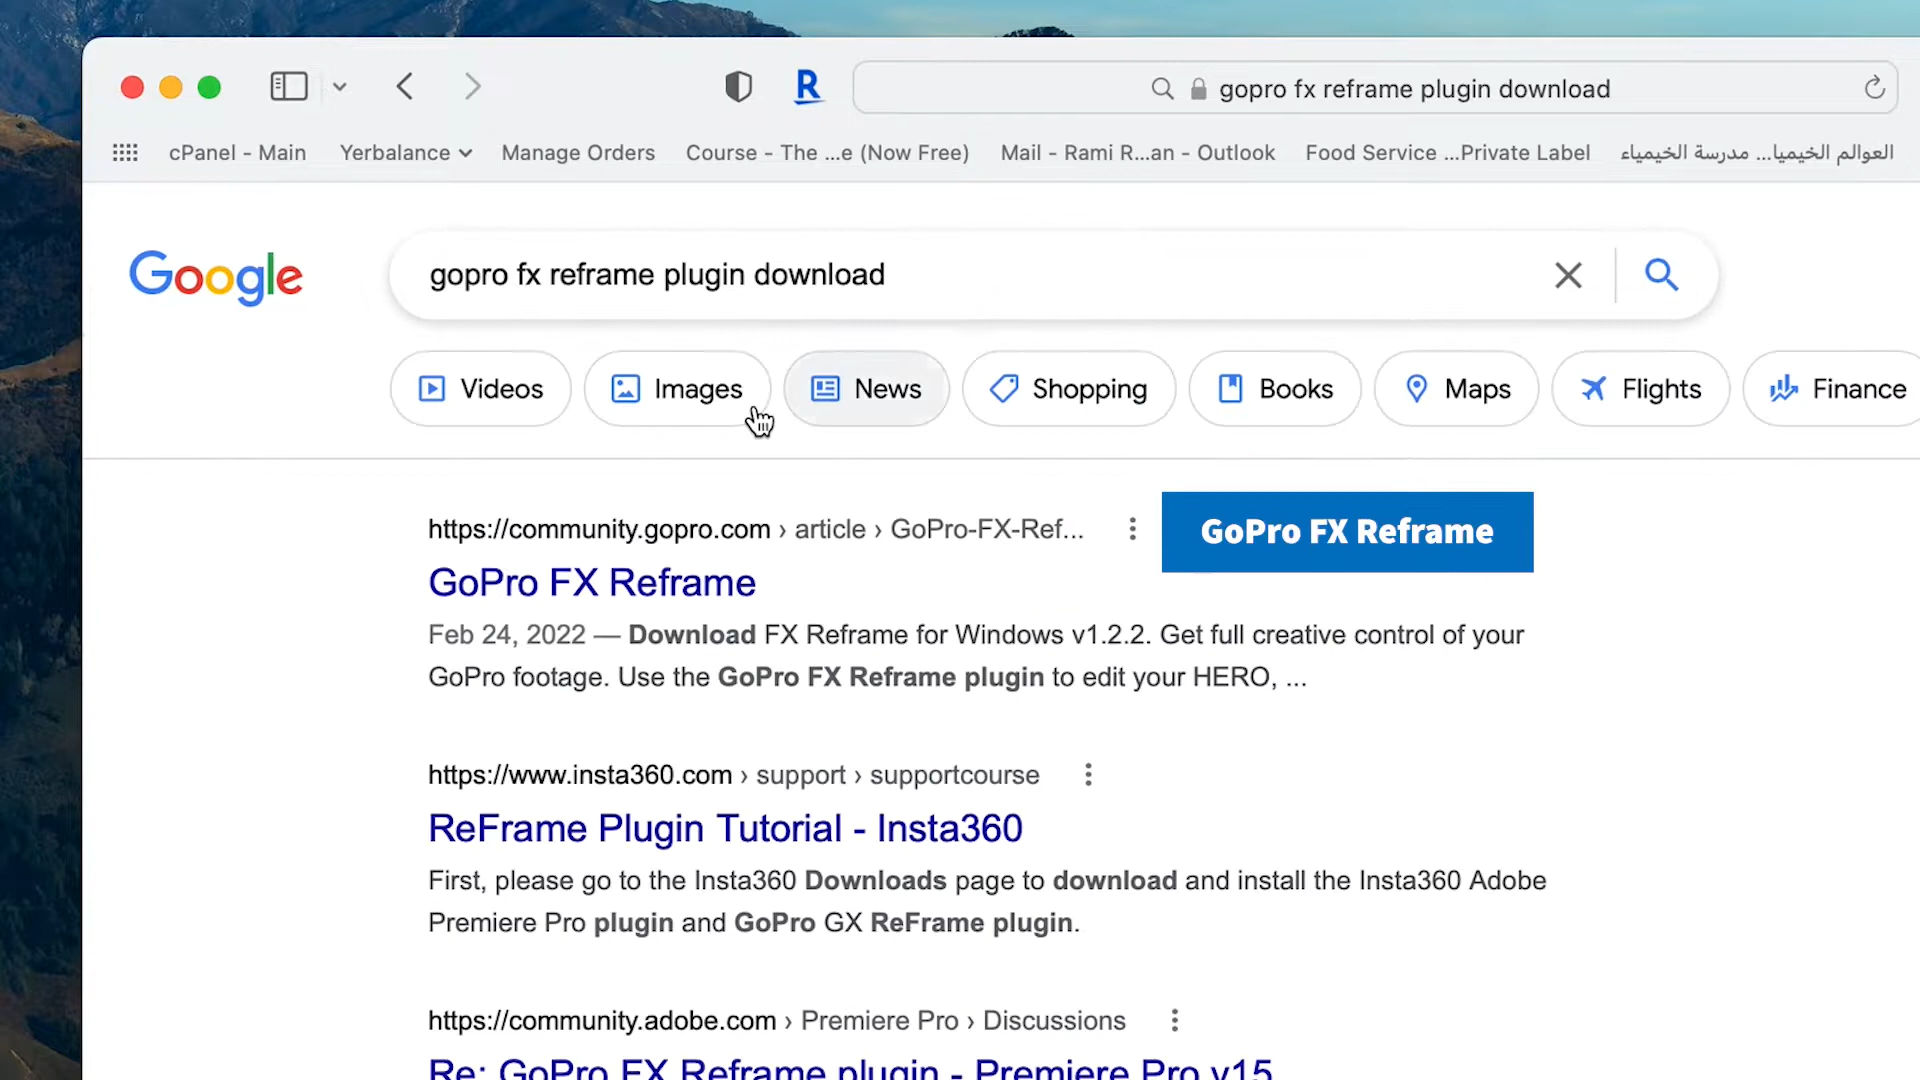 gopro fx reframe plugin download
cPanel - Main Yerbalance Manage Orders Course - The ...e (Now Free) Mail - Rami R...an - Outlook Food Service ...Private Label العوالم الخيميا... مدرسة الخيمياء
Google gopro fx reframe plugin download
Videos Images News Shopping Books Maps Flights Finance
https://community.gopro.com › article › GoPro-FX-Ref... GoPro FX Reframe
GoPro FX Reframe
Feb 24, 2022 — Download FX Reframe for Windows v1.2.2. Get full creative control of your
GoPro footage. Use the GoPro FX Reframe plugin to edit your HERO, ...
https://www.insta360.com › support › supportcourse
ReFrame Plugin Tutorial - Insta360
First, please go to the Insta360 Downloads page to download and install the Insta360 Adobe
Premiere Pro plugin and GoPro GX ReFrame plugin.
https://community.adobe.com › Premiere Pro › Discussions
Re: GoPro FX Reframe plugin - Premiere Pro v15